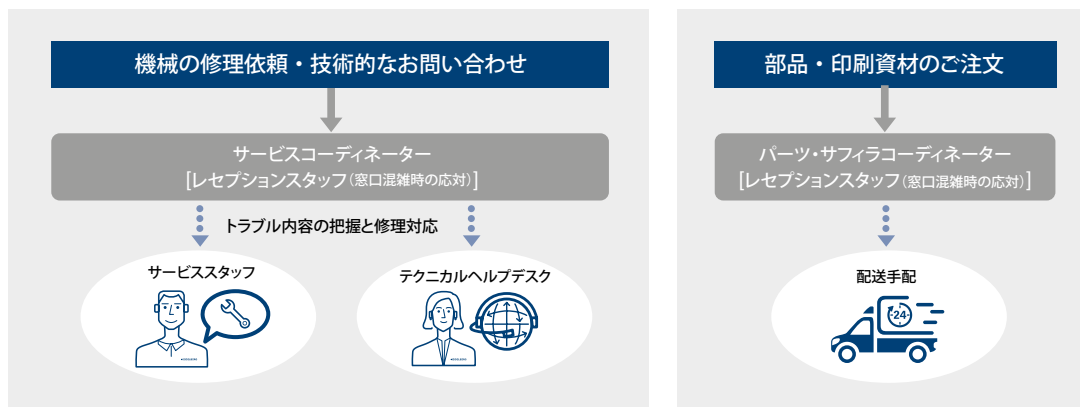 機械の修理依頼・技術的なお問い合わせ
サービスコーディネーター
[レセプションスタッフ(窓口混雑時の応対)]
トラブル内容の把握と修理対応
サービススタッフ
テクニカルヘルプデスク
部品・印刷資材のご注文
パーツ・サフィラコーディネーター
[レセプションスタッフ(窓口混雑時の応対)]
配送手配
24